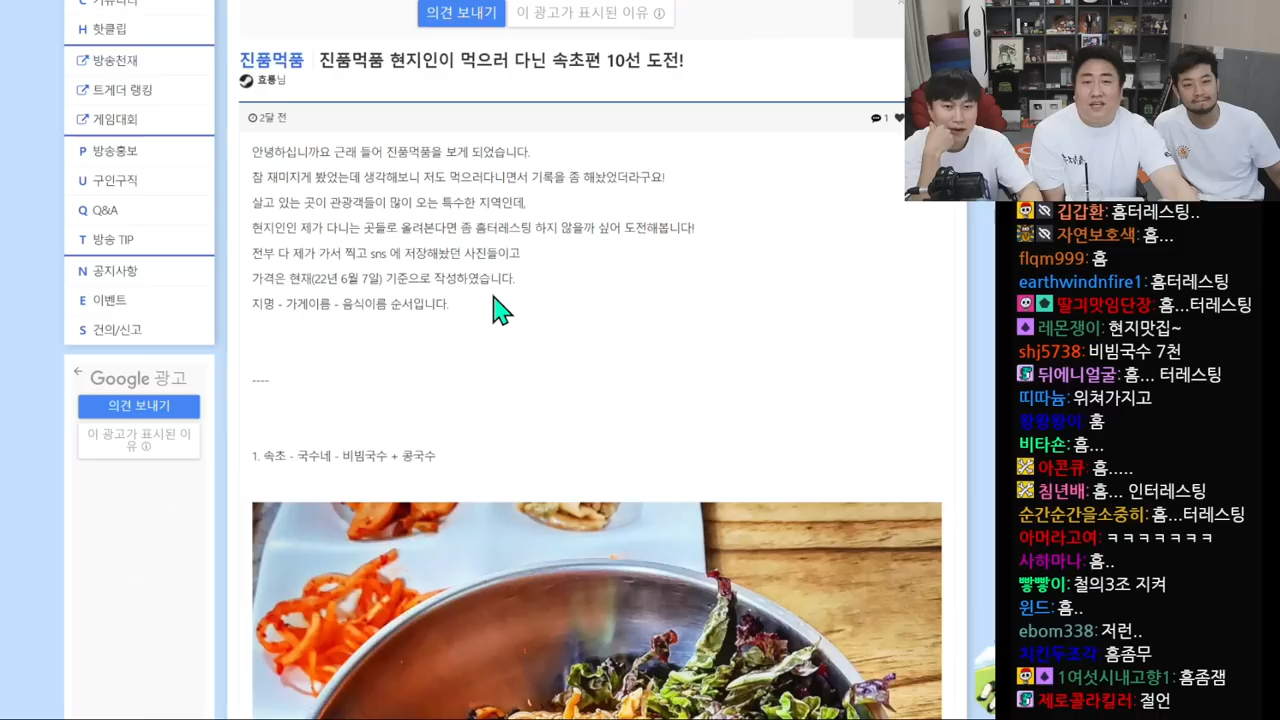 H 핫클립
방송천재
트게더 랭킹
게임대회
P 방송홍보
U 구인구직
Q Q&A
T 방송 TIP
N 공지사항
E 이벤트
S 건의/신고
Google 광고
의견 보내기
이 광고가 표시된 이
유
의견 보내기 이 광고가 표시된 이유
진품먹품 진품먹품 현지인이 먹으러 다닌 속초편 10선 도전!
효룡님
2달 전
1
안녕하십니까요 근래 들어 진품먹품을 보게 되었습니다.
참 재미지게 봤었는데 생각해보니 저도 먹으러다니면서 기록을 좀 해놨었더라구요!
살고 있는 곳이 관광객들이 많이 오는 특수한 지역인데,
현지인인 제가 다니는 곳들로 올려본다면 좀 흠터레스팅 하지 않을까 싶어 도전해봅니다!
전부 다 제가 가서 찍고 sns 에 저장해놨던 사진들이고
가격은 현재(22년 6월 7일) 기준으로 작성하였습니다.
지명 - 가게이름 - 음식이름 순서입니다.
----
1. 속초 - 국수네 - 비빔국수 + 콩국수
김갑환: 흠터레스팅..
자연보호색: 흠...
flqm999: 흠
earthwindnfire1: 흠터레스팅
딸긔맛임단장: 흠...터레스팅
레몬쟁이: 현지맛집~
shj5738: 비빔국수 7천
뒤에니얼굴: 흠... 터레스팅
띠따늄: 위쳐가지고
왕왕왕이: 훔
비타숀: 흠...
아콘큐: 흠.....
침년배: 흠... 인터레스팅
순간순간을소중히: 흠...터레스팅
아머라고여: ㅋㅋㅋㅋㅋㅋㅋ
사하마나: 흠..
빻빻이: 철의3조 지켜
윈드: 흠..
ebom338: 저런..
치킨두조각: 흠좀무
1여섯시내고향1: 흠좀잼
제로콜라킬러: 절언